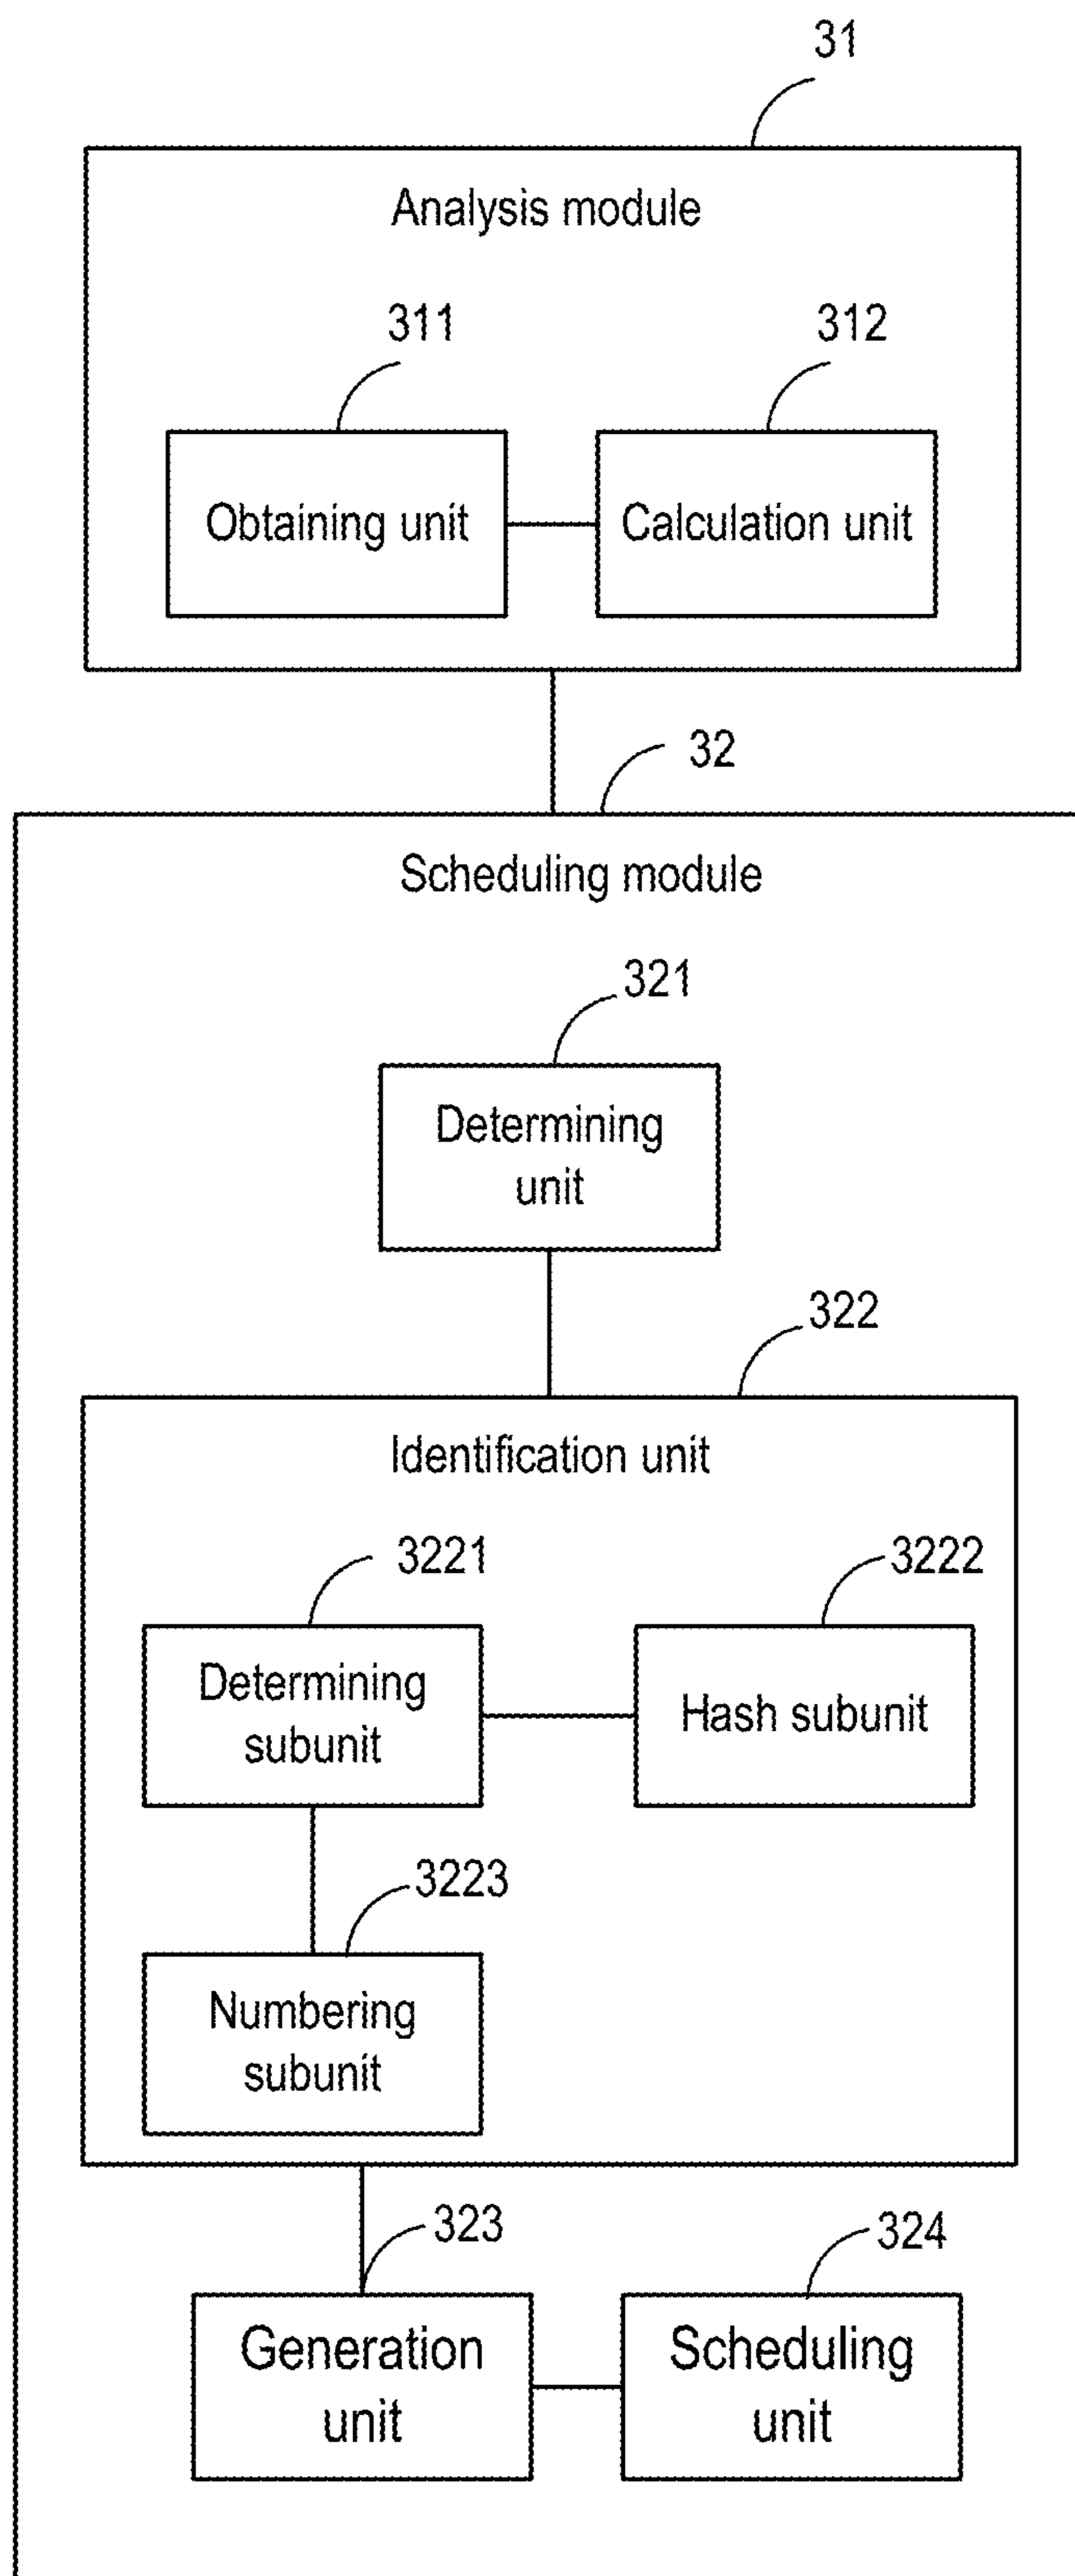 31
Analysis module
311
312
Obtaining unit
Calculation unit
32
Scheduling module
321
Determining
unit
322
Identification unit
3221
3222
Determining
subunit
Hash subunit
3223
Numbering
subunit
323
324
Generation
unit
Scheduling
unit